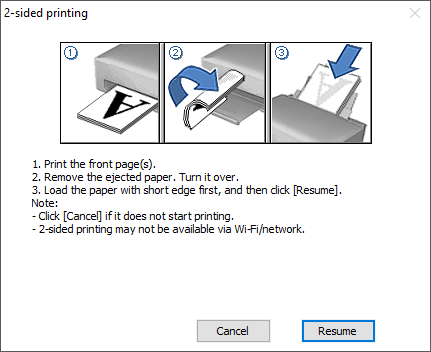 2-sided printing
1 2 3
A
1. Print the front page(s).
2. Remove the ejected paper. Turn it over.
3. Load the paper with short edge first, and then click [Resume].
Note:
- Click [Cancel] if it does not start printing.
- 2-sided printing may not be available via Wi-Fi/network.
Cancel Resume